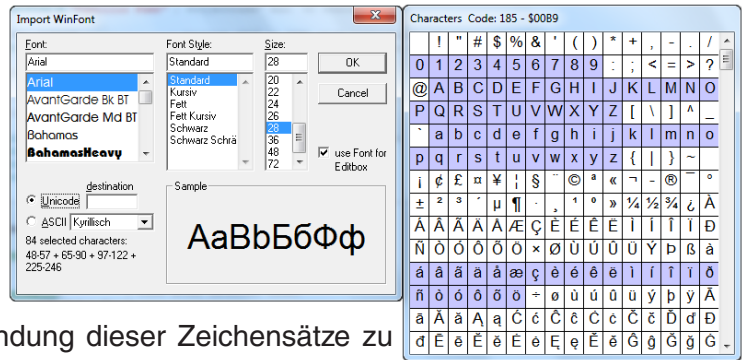 Import WinFont
Font:
Font Style:
Size:
Arial
Standard
28
Arial
AvantGarde Bk BT
AvantGarde Md BT
Bahamas
BahamasHeavy
Standard
Kursiv
Fett
Fett Kursiv
Schwarz
Schwarz Schrä
20
22
24
26
28
36
48
72
OK
Cancel
use Font for
Editbox
destination
Unicode
ASCII Kyrillisch
84 selected characters:
48-57 + 65-90 + 97-122 +
225-246
Sample
АаВbБбФф
ndung dieser Zeichensätze zu
Characters Code: 185 - $00B9
! " # $ % & ' ( ) * + , - . /
0 1 2 3 4 5 6 7 8 9 : ; < = > ?
@ A B C D E F G H I J K L M N O
P Q R S T U V W X Y Z [ \ ] ^ _
` a b c d e f g h i j k l m n o
p q r s t u v w x y z { | } ~
¡ ¢ £ ¤ ¥ ¦ § ¨ © ª « ¬ - ® ¯ °
± ² ³ ´ µ ¶ · ¸ ¹ º » ¼ ½ ¾ ¿ À
Á Â Ã Ä Å Æ Ç È É Ê Ë Ì Í Î Ï Ð
Ñ Ò Ó Ô Õ Ö × Ø Ù Ú Û Ü Ý Þ ß à
á â ã ä å æ ç è é ê ë ì í î ï ð
ñ ò ó ô õ ö ÷ ø ù ú û ü ý þ ÿ Ā
ā Ă ă Ą ą Ć ć Ĉ ĉ Ċ ċ Č č Ď ď Đ
đ Ē ē Ĕ ĕ Ė ė Ę ę Ě ě Ĝ ĝ Ğ ğ Ġ